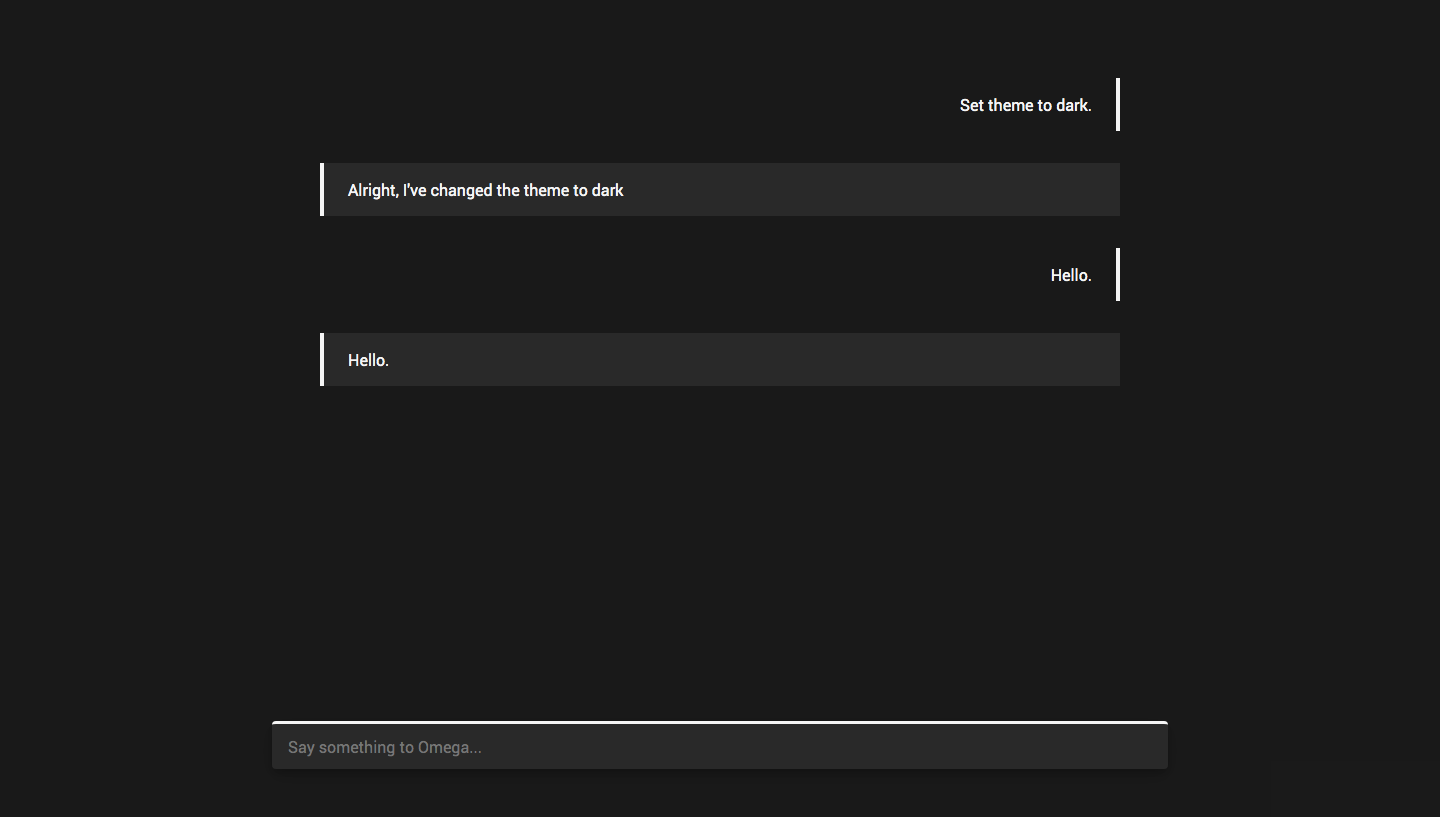 Set theme to dark.
Alright, I've changed the theme to dark
Hello.
Hello.
Say something to Omega...